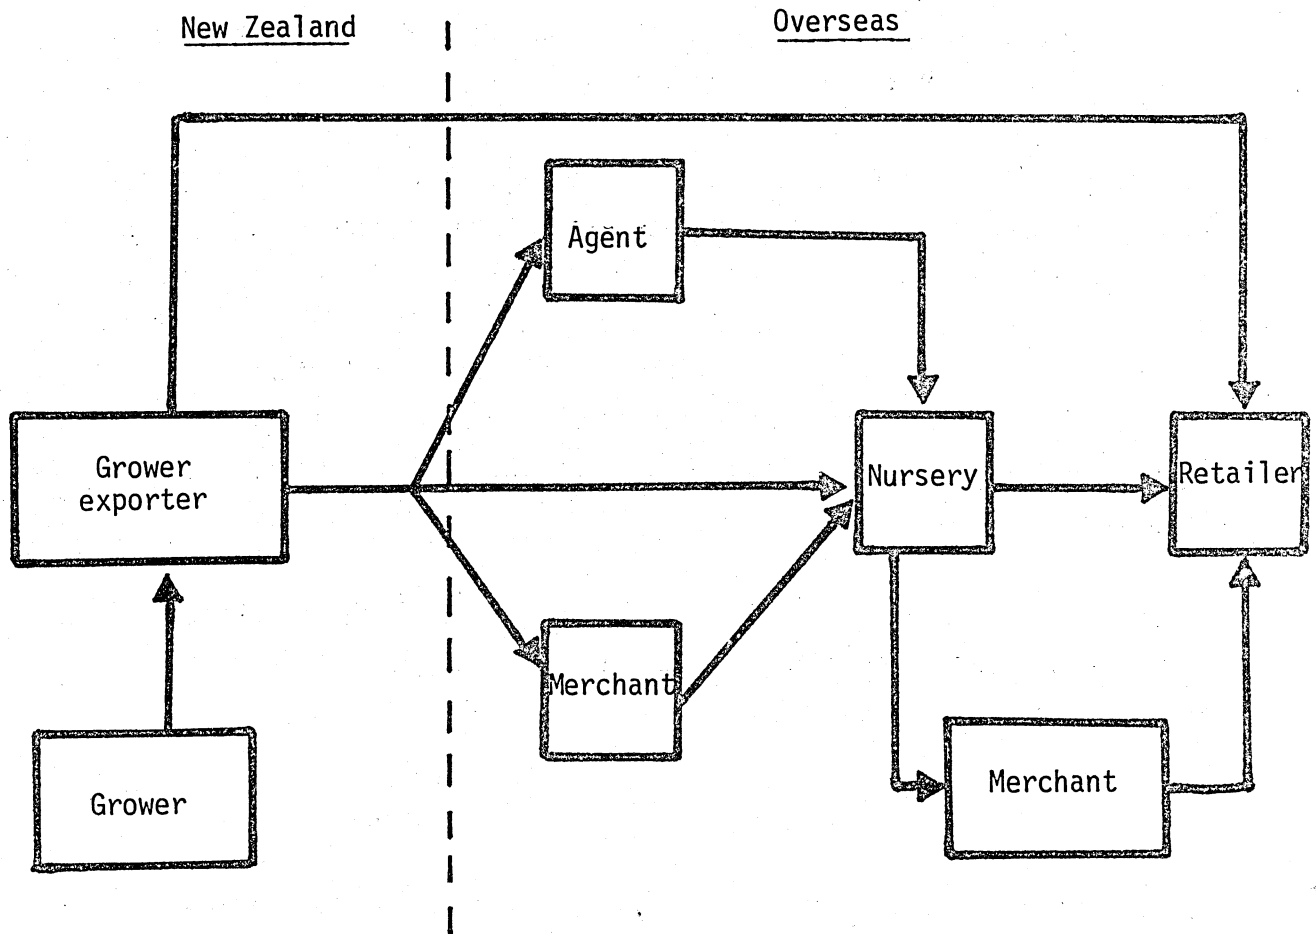 New Zealand
Overseas
Agent
Grower
exporter
Nursery
Retailer
Merchant
Grower
Merchant